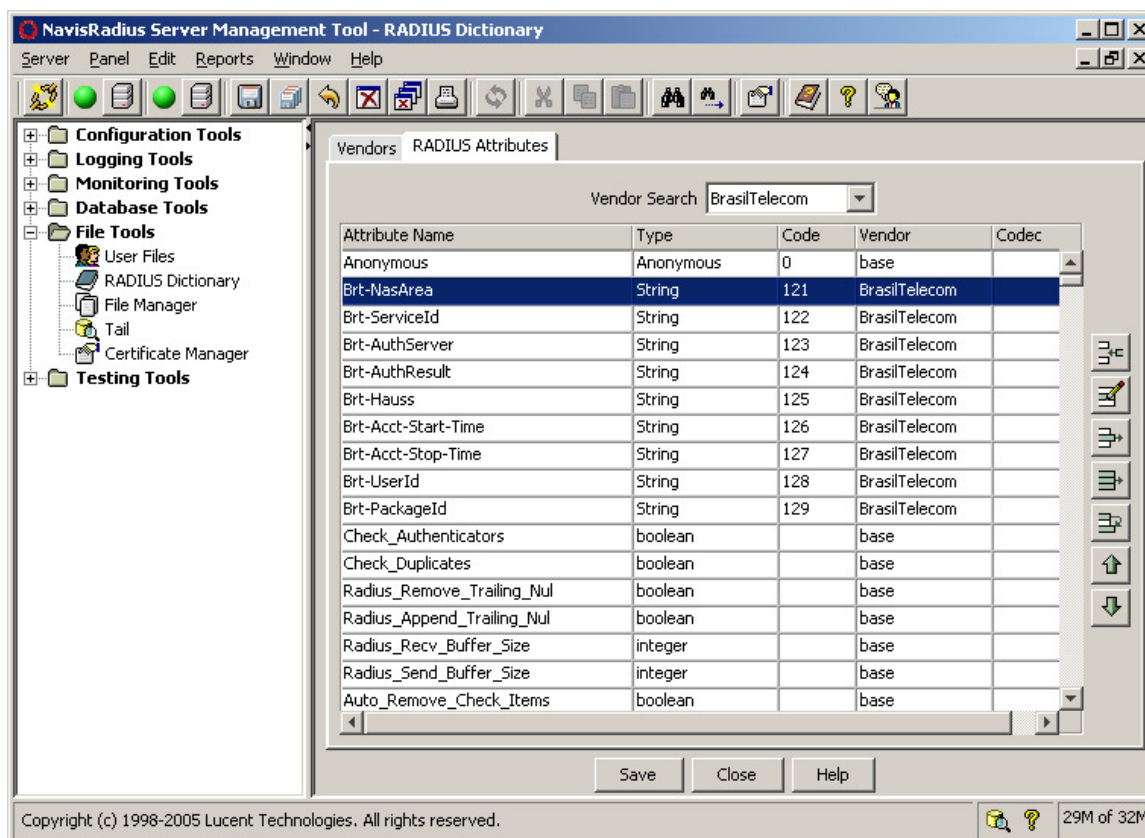 NavisRadius Server Management Tool - RADIUS Dictionary
Server Panel Edit Reports Window Help
Configuration Tools
Logging Tools
Monitoring Tools
Database Tools
File Tools
User Files
RADIUS Dictionary
File Manager
Tail
Certificate Manager
Testing Tools
Vendors RADIUS Attributes
Vendor Search BrasilTelecom
Attribute Name Type Code Vendor Codec
Anonymous Anonymous 0 base
Brt-NasArea String 121 BrasilTelecom
Brt-ServiceId String 122 BrasilTelecom
Brt-AuthServer String 123 BrasilTelecom
Brt-AuthResult String 124 BrasilTelecom
Brt-Hauss String 125 BrasilTelecom
Brt-Acct-Start-Time String 126 BrasilTelecom
Brt-Acct-Stop-Time String 127 BrasilTelecom
Brt-UserId String 128 BrasilTelecom
Brt-PackageId String 129 BrasilTelecom
Check_Authenticators boolean base
Check_Duplicates boolean base
Radius_Remove_Trailing_Nul boolean base
Radius_Append_Trailing_Nul boolean base
Radius_Recv_Buffer_Size integer base
Radius_Send_Buffer_Size integer base
Auto_Remove_Check_Items boolean base
Save Close Help
Copyright (c) 1998-2005 Lucent Technologies. All rights reserved.
29M of 32M